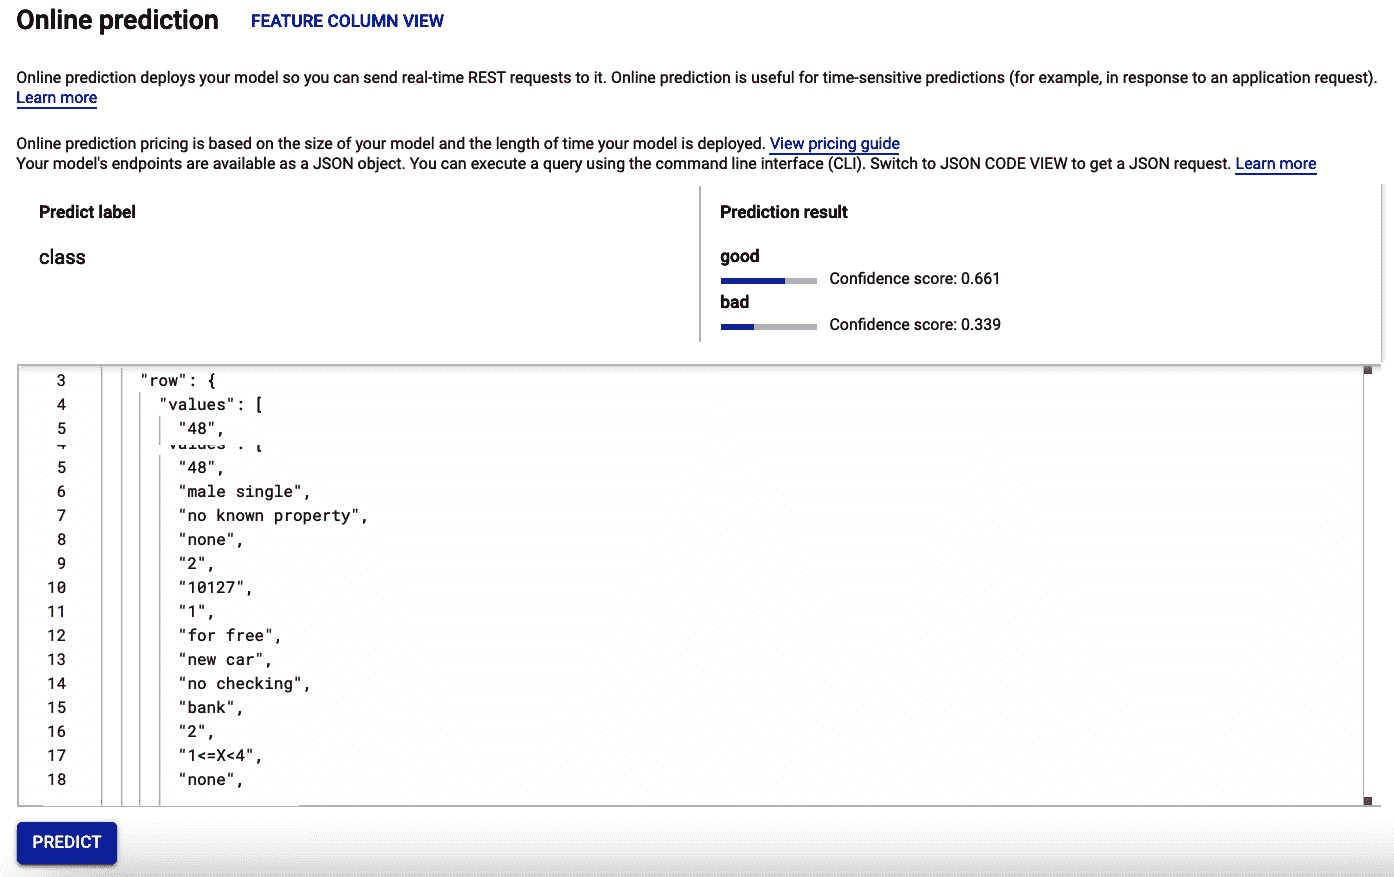 Online prediction FEATURE COLUMN VIEW
Online prediction deploys your model so you can send real-time REST requests to it. Online prediction is useful for time-sensitive predictions (for example, in response to an application request).
Learn more
Online prediction pricing is based on the size of your model and the length of time your model is deployed. View pricing guide
Your model's endpoints are available as a JSON object. You can execute a query using the command line interface (CLI). Switch to JSON CODE VIEW to get a JSON request. Learn more
Predict label
class
Prediction result
good
Confidence score: 0.661
bad
Confidence score: 0.339
3 "row": {
4 "values": [
5 "48",
5 "48",
6 "male single",
7 "no known property",
8 "none",
9 "2",
10 "10127",
11 "1",
12 "for free",
13 "new car",
14 "no checking",
15 "bank",
16 "2",
17 "1<=X<4",
18 "none",
PREDICT